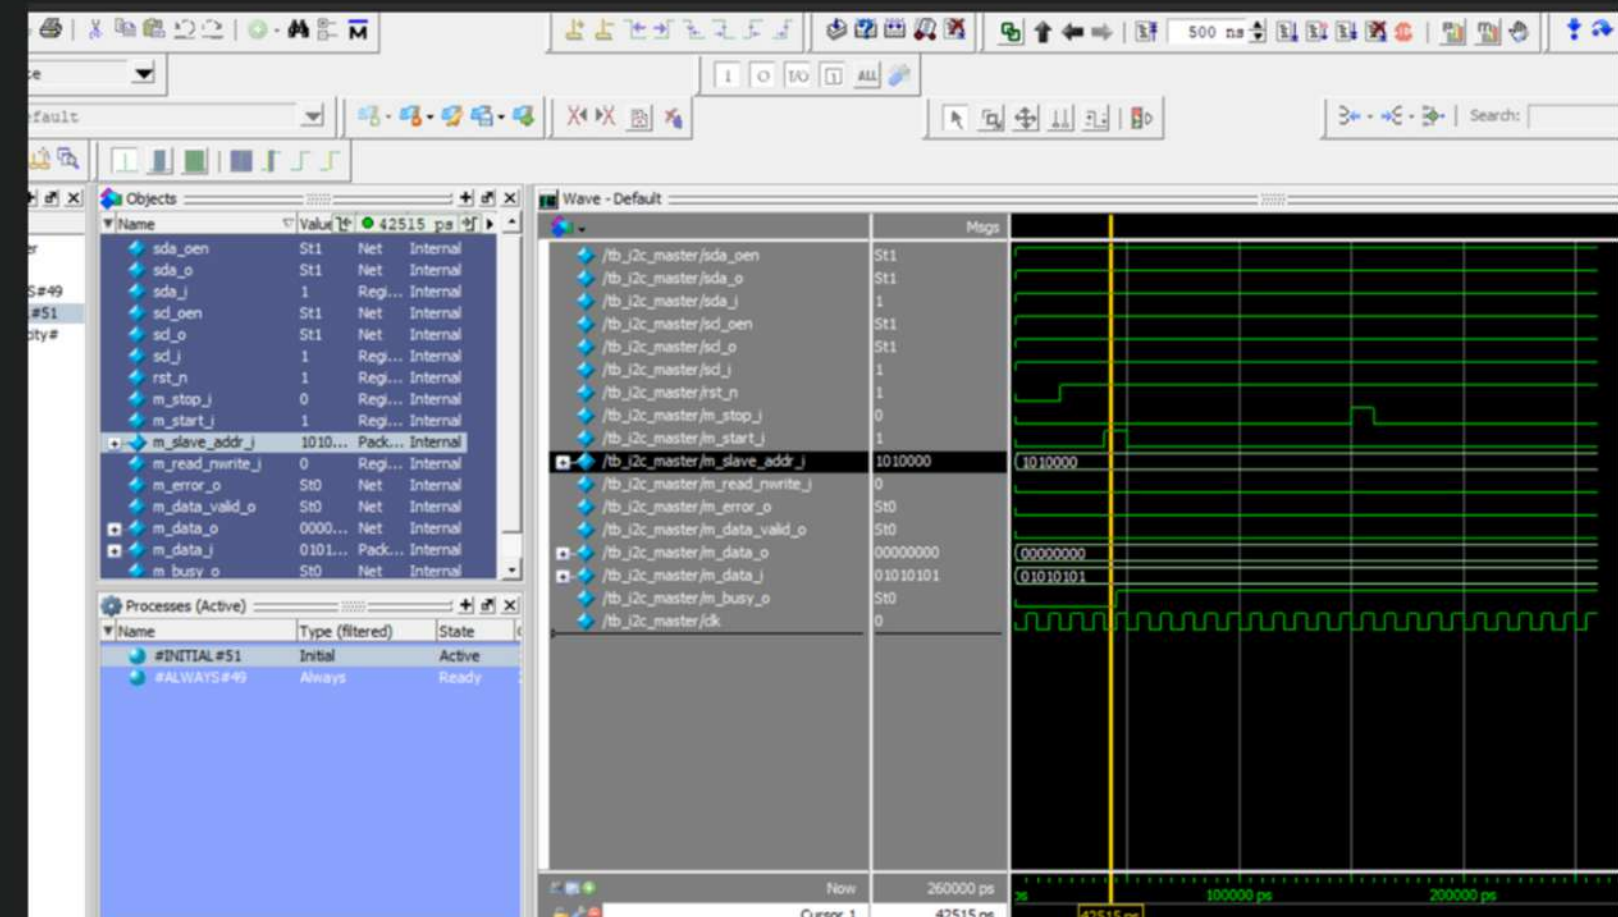 500 ns
ALL
Search:
Objects
Name Value 42515 ps
sda_oen St1 Net Internal
sda_o St1 Net Internal
sda_i 1 Regi... Internal
scl_oen St1 Net Internal
scl_o St1 Net Internal
scl_i 1 Regi... Internal
rst_n 1 Regi... Internal
m_stop_i 0 Regi... Internal
m_start_i 1 Regi... Internal
m_slave_addr_i 1010... Pack... Internal
m_read_nwrite_i 0 Regi... Internal
m_error_o St0 Net Internal
m_data_valid_o St0 Net Internal
m_data_o 0000... Net Internal
m_data_i 0101... Pack... Internal
m_busy_o St0 Net Internal
Processes (Active)
Name Type (filtered) State
#INITIAL#51 Initial Active
#ALWAYS#49 Always Ready
Wave - Default
Msgs
/tb_i2c_master/sda_oen St1
/tb_i2c_master/sda_o St1
/tb_i2c_master/sda_i 1
/tb_i2c_master/scl_oen St1
/tb_i2c_master/scl_o St1
/tb_i2c_master/scl_i 1
/tb_i2c_master/rst_n 1
/tb_i2c_master/m_stop_i 0
/tb_i2c_master/m_start_i 1
/tb_i2c_master/m_slave_addr_i 1010000 1010000
/tb_i2c_master/m_read_nwrite_i 0
/tb_i2c_master/m_error_o St0
/tb_i2c_master/m_data_valid_o St0
/tb_i2c_master/m_data_o 00000000 00000000
/tb_i2c_master/m_data_i 01010101 01010101
/tb_i2c_master/m_busy_o St0
/tb_i2c_master/clk 0
Now 260000 ps ps 100000 ps 200000 ps
Cursor 1 42515 ps 42515 ps